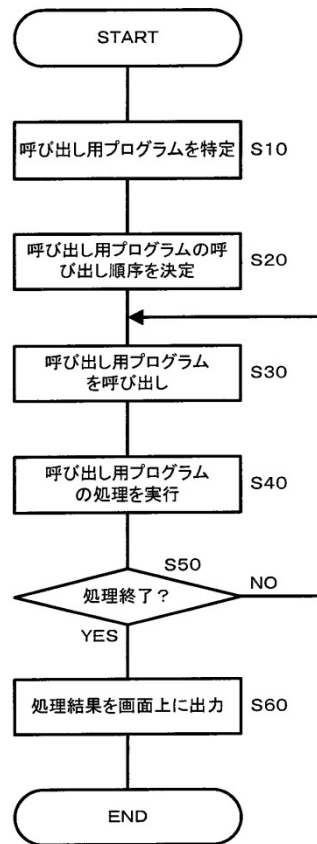 START
呼び出し用プログラムを特定 S10
呼び出し用プログラムの呼
び出し順序を決定
S20
呼び出し用プログラム
を呼び出し
S30
呼び出し用プログラム
の処理を実行
S40
S50
処理終了？
NO
YES
処理結果を画面上に出力 S60
END